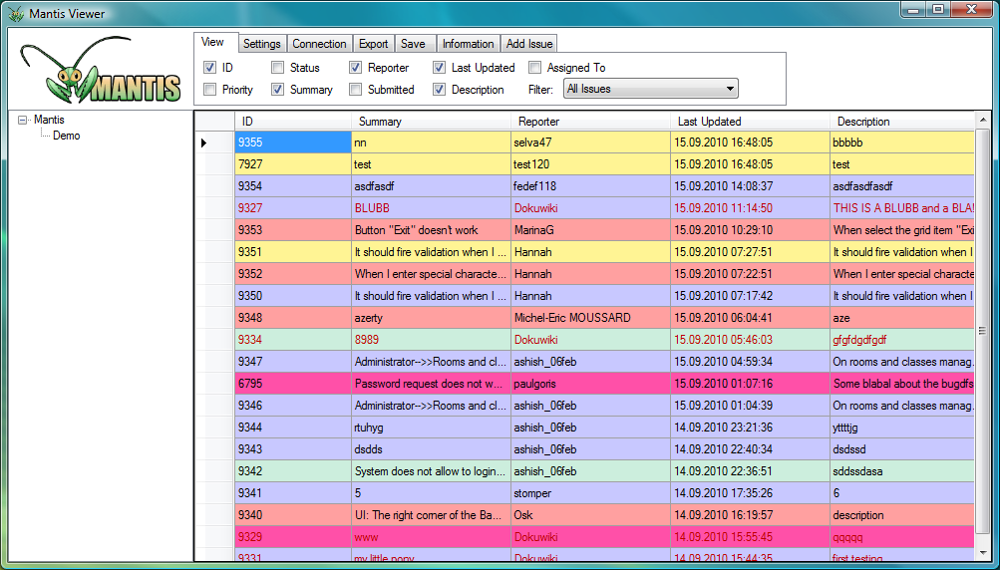 Mantis Viewer
MANTIS
View Settings Connection Export Save Information Add Issue
ID Status Reporter Last Updated Assigned To
Priority Summary Submitted Description Filter: All Issues
Mantis
Demo
ID Summary Reporter Last Updated Description
9355 nn selva47 15.09.2010 16:48:05 bbbbb
7927 test test120 15.09.2010 16:48:05 test
9354 asdfasdf fedef118 15.09.2010 14:08:37 asdfasdfasdf
9327 BLUBB Dokuwiki 15.09.2010 11:14:50 THIS IS A BLUBB and a BLA!
9353 Button "Exit" doesn't work MarinaG 15.09.2010 10:29:10 When select the grid item "Exi
9351 It should fire validation when I ... Hannah 15.09.2010 07:27:51 It should fire validation when I
9352 When I enter special characte... Hannah 15.09.2010 07:22:51 When I enter special characte
9350 It should fire validation when I ... Hannah 15.09.2010 07:17:42 It should fire validation when I
9348 azerty Michel-Eric MOUSSARD 15.09.2010 06:04:41 aze
9334 8989 Dokuwiki 15.09.2010 05:46:03 gfgfdgdfgdf
9347 Administrator-->>Rooms and cl... ashish_06feb 15.09.2010 04:59:34 On rooms and classes manag
6795 Password request does not w... paulgoris 15.09.2010 01:07:16 Some blabal about the bugdfs
9346 Administrator-->>Rooms and cl... ashish_06feb 15.09.2010 01:04:39 On rooms and classes manag
9344 rtuhyg ashish_06feb 14.09.2010 23:21:36 yttttjg
9343 dsdds ashish_06feb 14.09.2010 22:40:34 dsdssd
9342 System does not allow to login... ashish_06feb 14.09.2010 22:36:51 sddssdasa
9341 5 stomper 14.09.2010 17:35:26 6
9340 UI: The right corner of the Ba... Osk 14.09.2010 16:19:57 description
9329 www Dokuwiki 14.09.2010 15:55:45 qqqqq
9331 my little pony Dokuwiki 14.09.2010 15:44:35 first testing